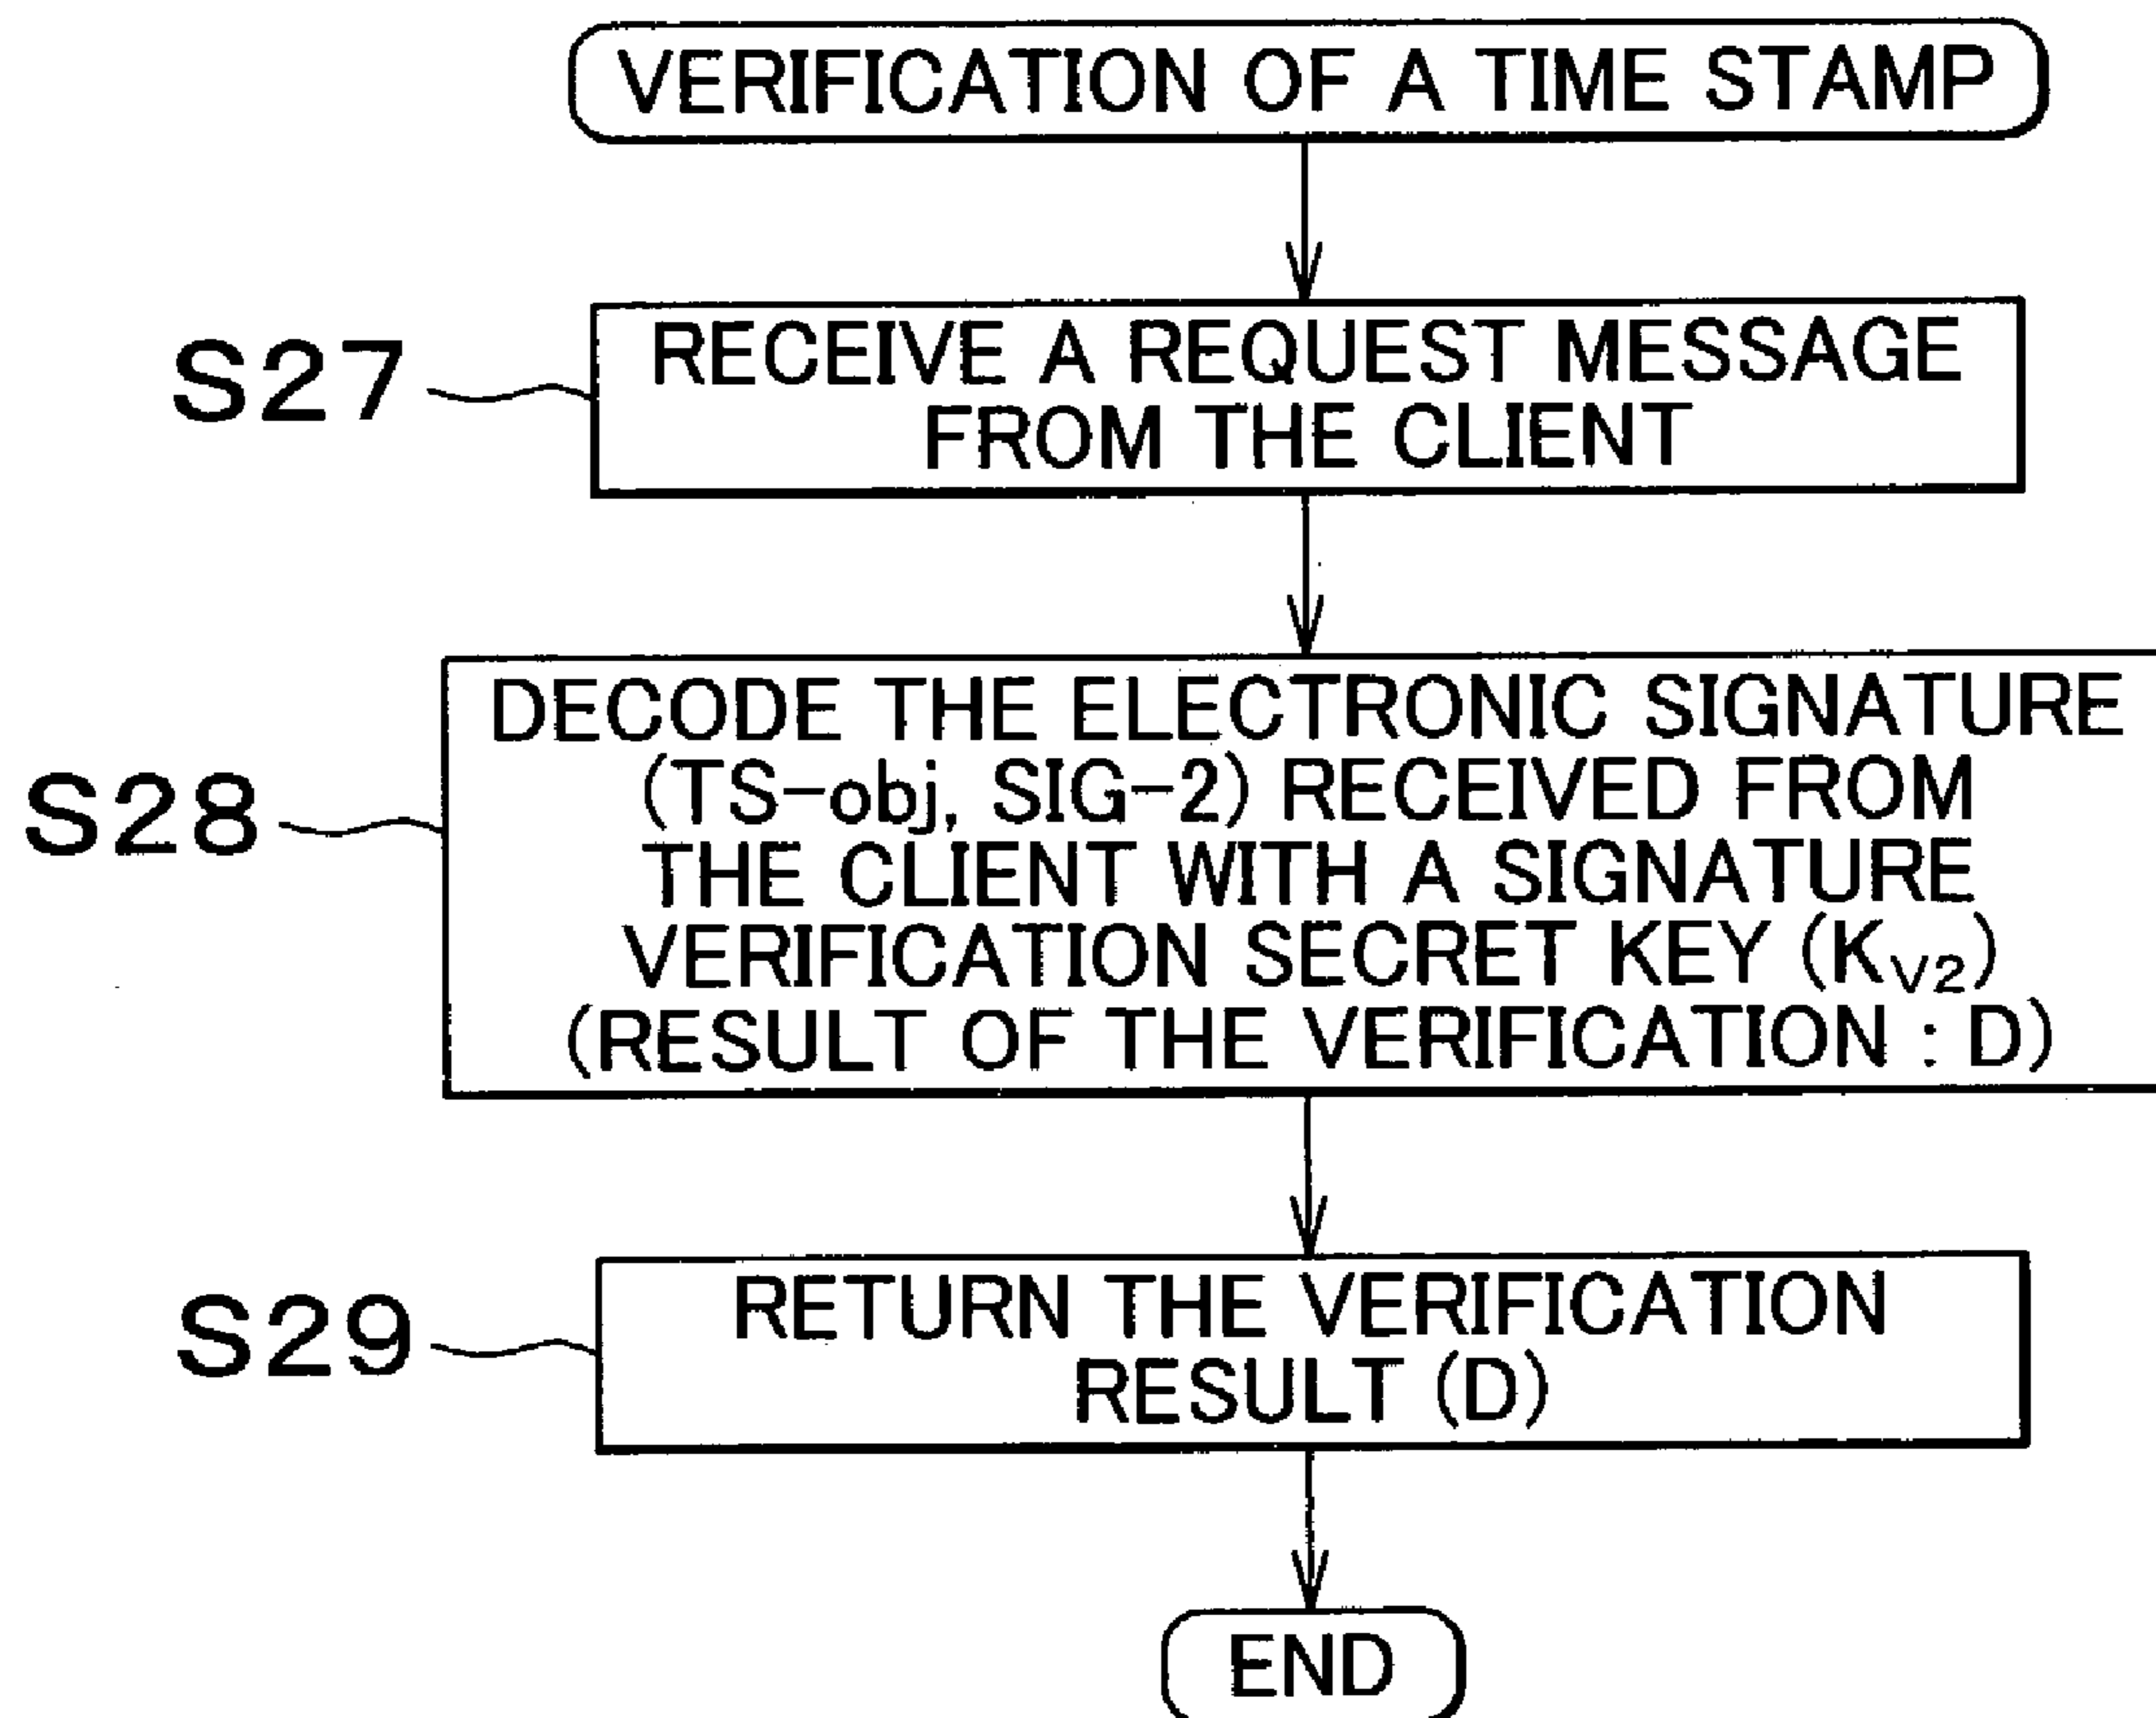 VERIFICATION OF A TIME STAMP
S27
RECEIVE A REQUEST MESSAGE
FROM THE CLIENT
S28
DECODE THE ELECTRONIC SIGNATURE
(TS-obj, SIG-2) RECEIVED FROM
THE CLIENT WITH A SIGNATURE
VERIFICATION SECRET KEY (KV2)
(RESULT OF THE VERIFICATION : D)
S29
RETURN THE VERIFICATION
RESULT (D)
END